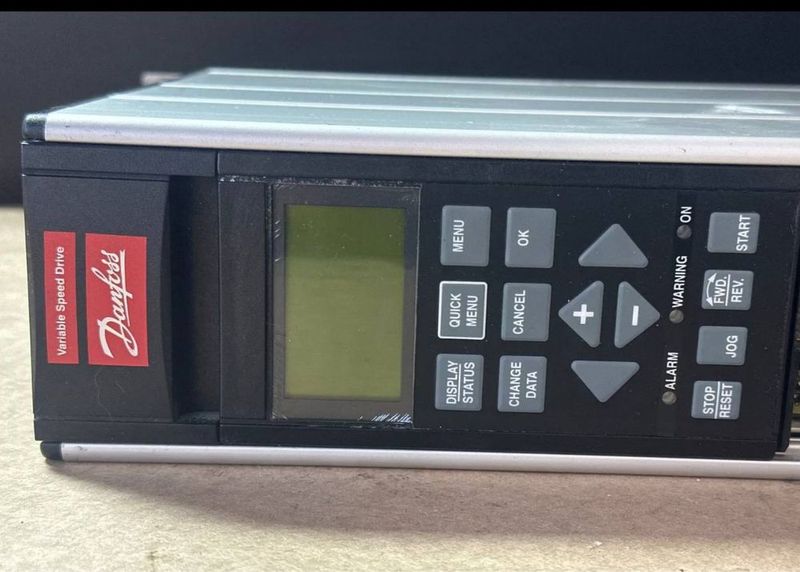 Variable Speed Drive
Danfoss
DISPLAY
STATUS
QUICK
MENU
MENU
CHANGE
DATA
CANCEL
OK
+
-
ALARM
WARNING
ON
STOP
RESET
JOG
FWD.
REV.
START